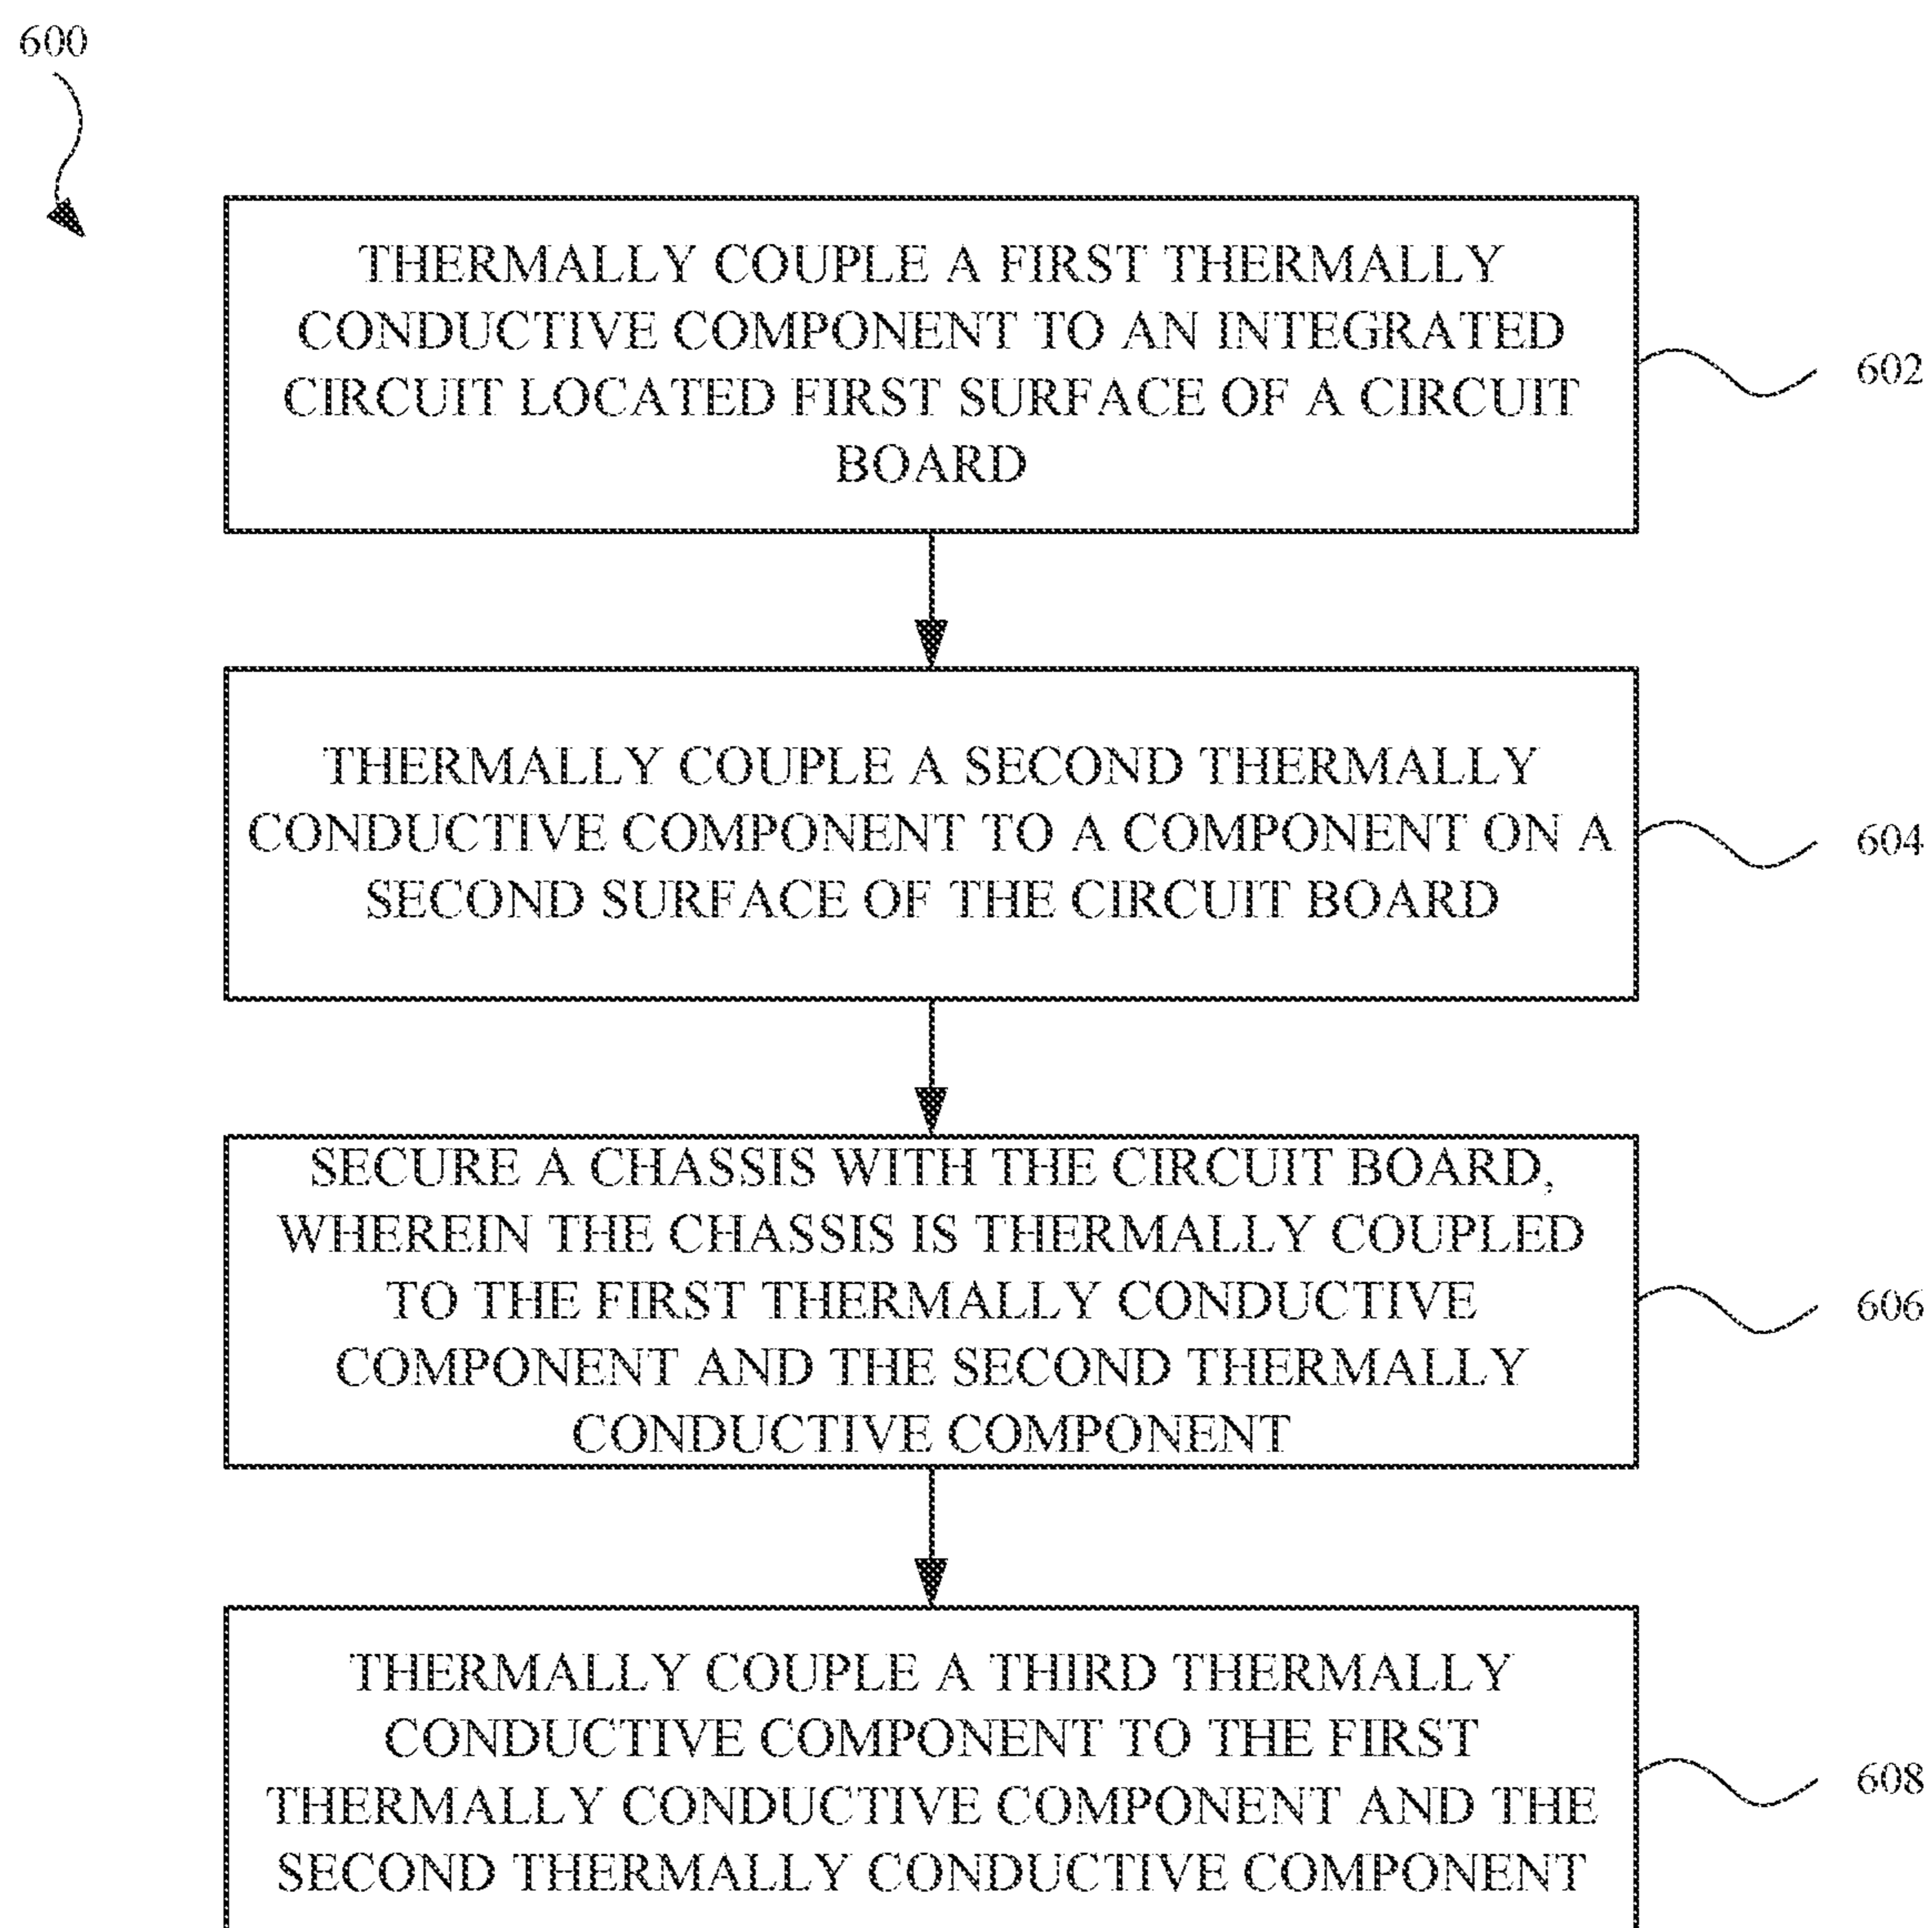 600
THERMALLY COUPLE A FIRST THERMALLY
CONDUCTIVE COMPONENT TO AN INTEGRATED
CIRCUIT LOCATED FIRST SURFACE OF A CIRCUIT
BOARD
602
THERMALLY COUPLE A SECOND THERMALLY
CONDUCTIVE COMPONENT TO A COMPONENT ON A
SECOND SURFACE OF THE CIRCUIT BOARD
604
SECURE A CHASSIS WITH THE CIRCUIT BOARD,
WHEREIN THE CHASSIS IS THERMALLY COUPLED
TO THE FIRST THERMALLY CONDUCTIVE
COMPONENT AND THE SECOND THERMALLY
CONDUCTIVE COMPONENT
606
THERMALLY COUPLE A THIRD THERMALLY
CONDUCTIVE COMPONENT TO THE FIRST
THERMALLY CONDUCTIVE COMPONENT AND THE
SECOND THERMALLY CONDUCTIVE COMPONENT
608